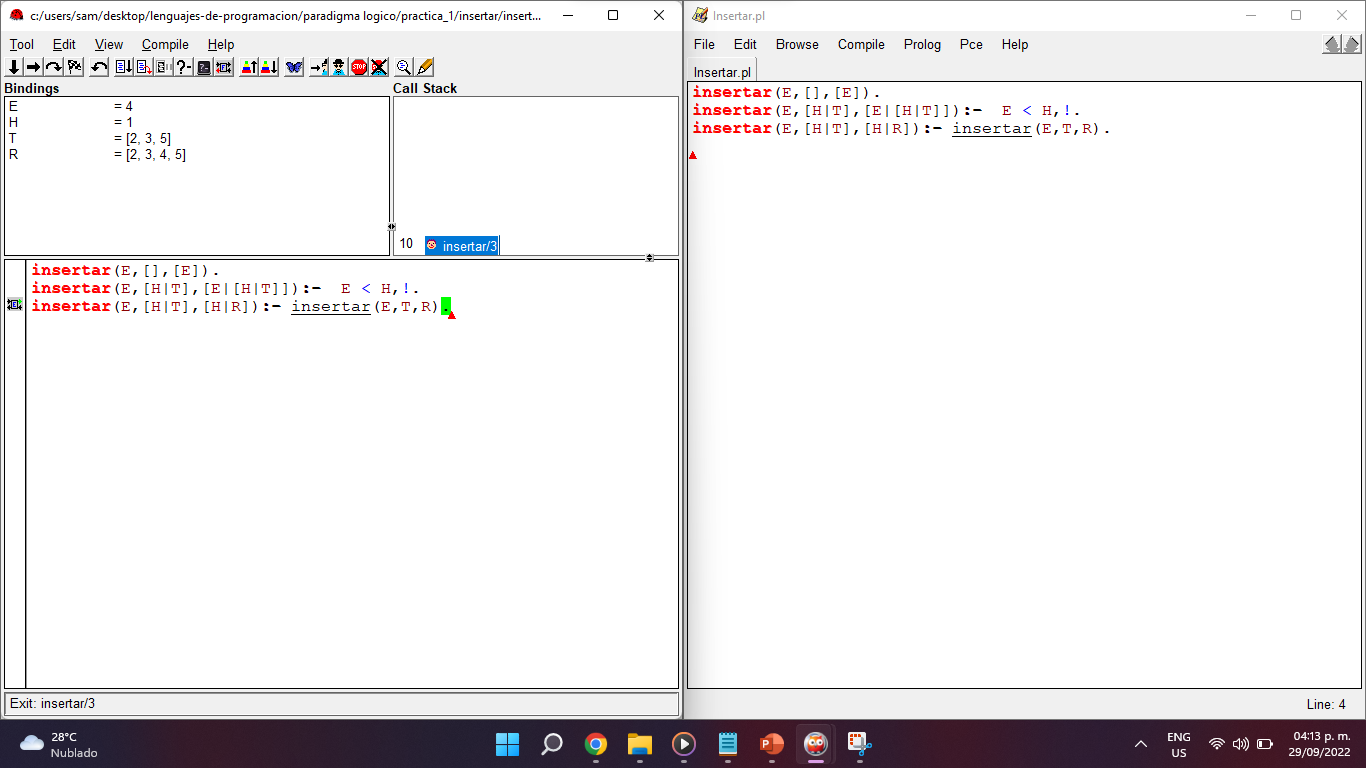 c:/users/sam/desktop/lenguajes-de-programacion/paradigma logico/practica_1/insertar/insert...
Tool Edit View Compile Help
Bindings
E = 4
H = 1
T = [2, 3, 5]
R = [2, 3, 4, 5]
Call Stack
10 insertar/3
insertar(E,[],[E]).
insertar(E,[H|T],[E|[H|T]]):-  E < H,!.
insertar(E,[H|T],[H|R]):- insertar(E,T,R).
Exit: insertar/3
Insertar.pl
File Edit Browse Compile Prolog Pce Help
Insertar.pl
insertar(E,[],[E]).
insertar(E,[H|T],[E|[H|T]]):-  E < H,!.
insertar(E,[H|T],[H|R]):- insertar(E,T,R).
Line: 4
28°C
Nublado
ENG
US
04:13 p. m.
29/09/2022